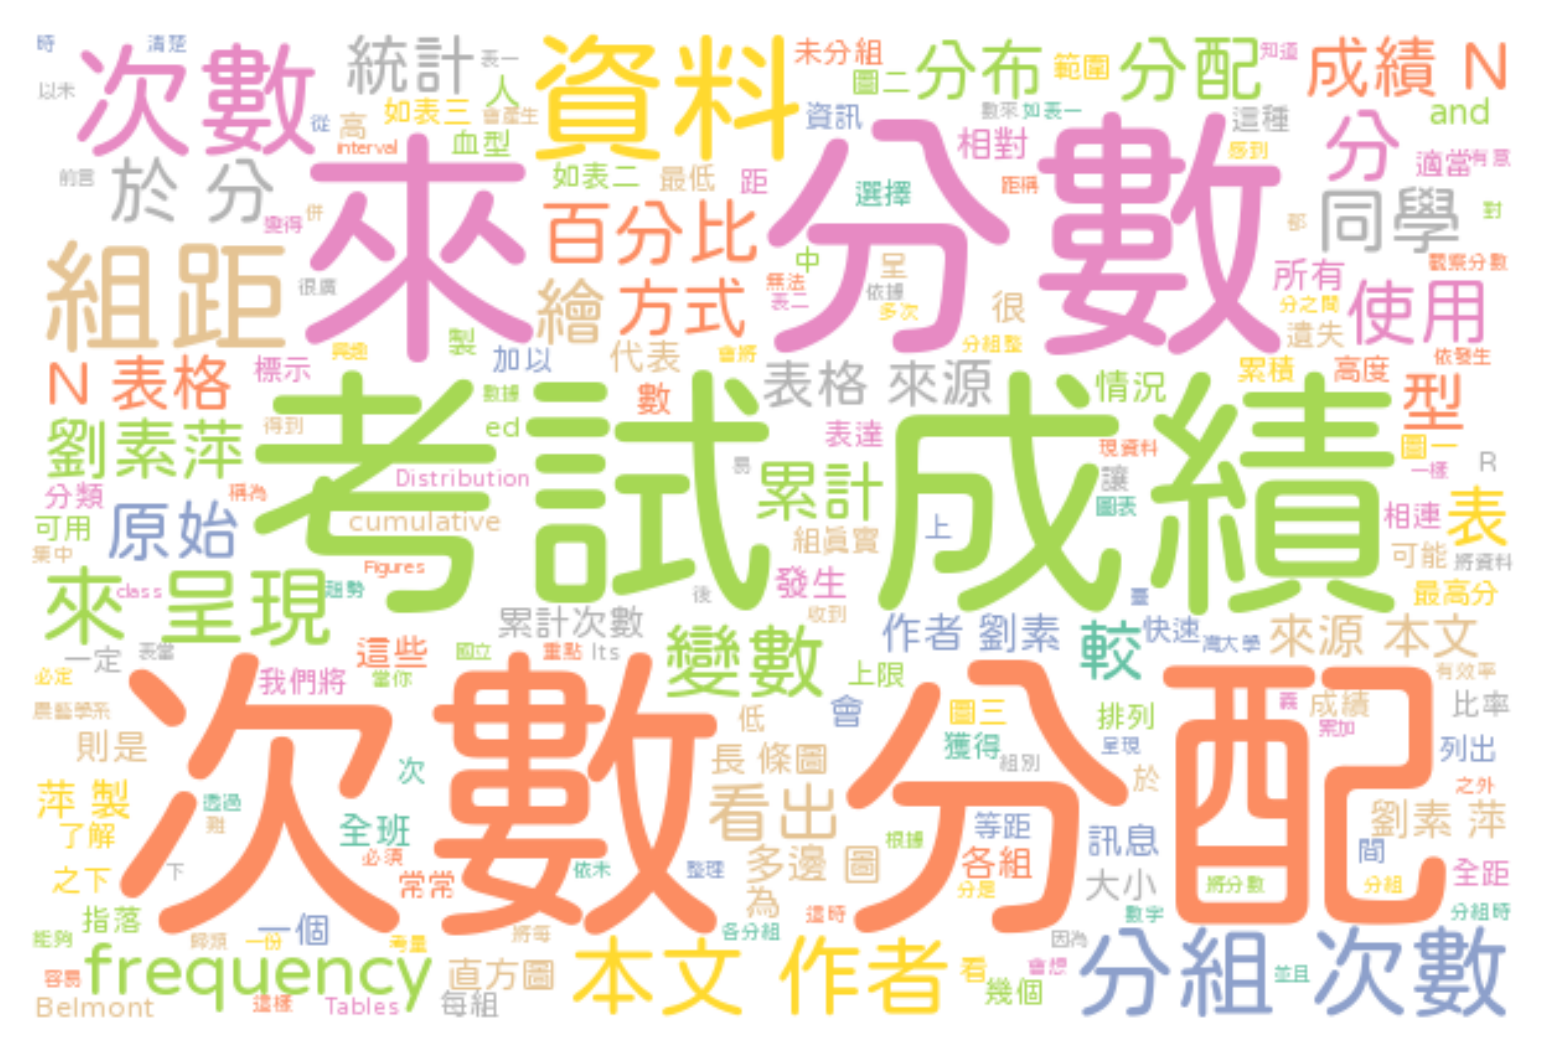 時 清楚 次數 統計 表一 資料 未分組 分布 範圍 分配 知道 成績 N
以未 從 高 如表三 人 會產生 圖二 資訊 數來 如表一 這種 and
interval 血型 來 分數 相對 感到 分 適當 有意
前言 於 分 變得 併 如表二 最低 距 選擇 距稱 同學 對
組距 很廣 百分比 中 呈 都 所有 觀察分數
繪 方式 無法 表二 依據 多次 很 分之間 遺失 使用
興趣 製 加以 代表 會將 分組整 累積 高度 依發生
N 表格 標示 數據 數 表格 來源 情況 型
劉素萍 得到 考試 ed 成績 表達 現資料 圖一 一樣 R
分類 稱為 Distribution 易 累計 讓 圖表 相連 表
可用 原始 cumulative 組真實 上 可能 將資料
集中 來 class 呈現 Figures 趨勢 後 發生 收到 臺 最高分
累計次數 作者 劉素 較 快速 灣大學 來源 本文
一定 表當 這些 國立 重點 Its 變數 上限 有效率
必定 我們將 當你 低 會 圖三 排列 義 成績 累加 比率
農藝學系 則是 次數分配 長 條圖 獲得 組別 呈現 列出
萍 製 透過 次 看出 於 之外
了解 難 全班 根據 等距 訊息 劉素 萍
之下 下 必須 常常 依未 整理 多邊 圖 各組 分是 大小 間 將分數 分組 全距
指落 一個 為 這時 數字 分組時
能夠 歸類 一份 考量 將每 各分組 因為
容易 frequency 直方圖 本文 作者 看 會想 分組 次數 並且
Belmont 這樣 Tables 每組 幾個